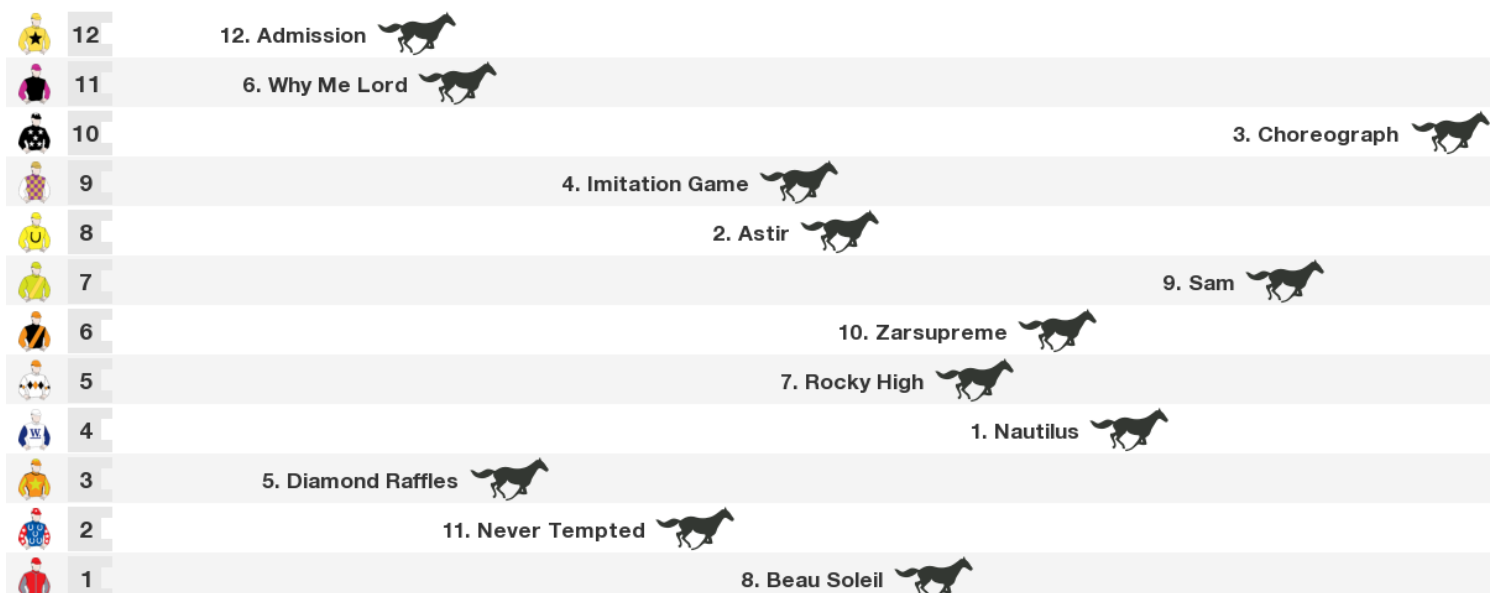 12 12. Admission
11 6. Why Me Lord
10 3. Choreograph
9 4. Imitation Game
8 2. Astir
7 9. Sam
6 10. Zarsupreme
5 7. Rocky High
W 4 1. Nautilus
3 5. Diamond Raffles
2 11. Never Tempted
1 8. Beau Soleil